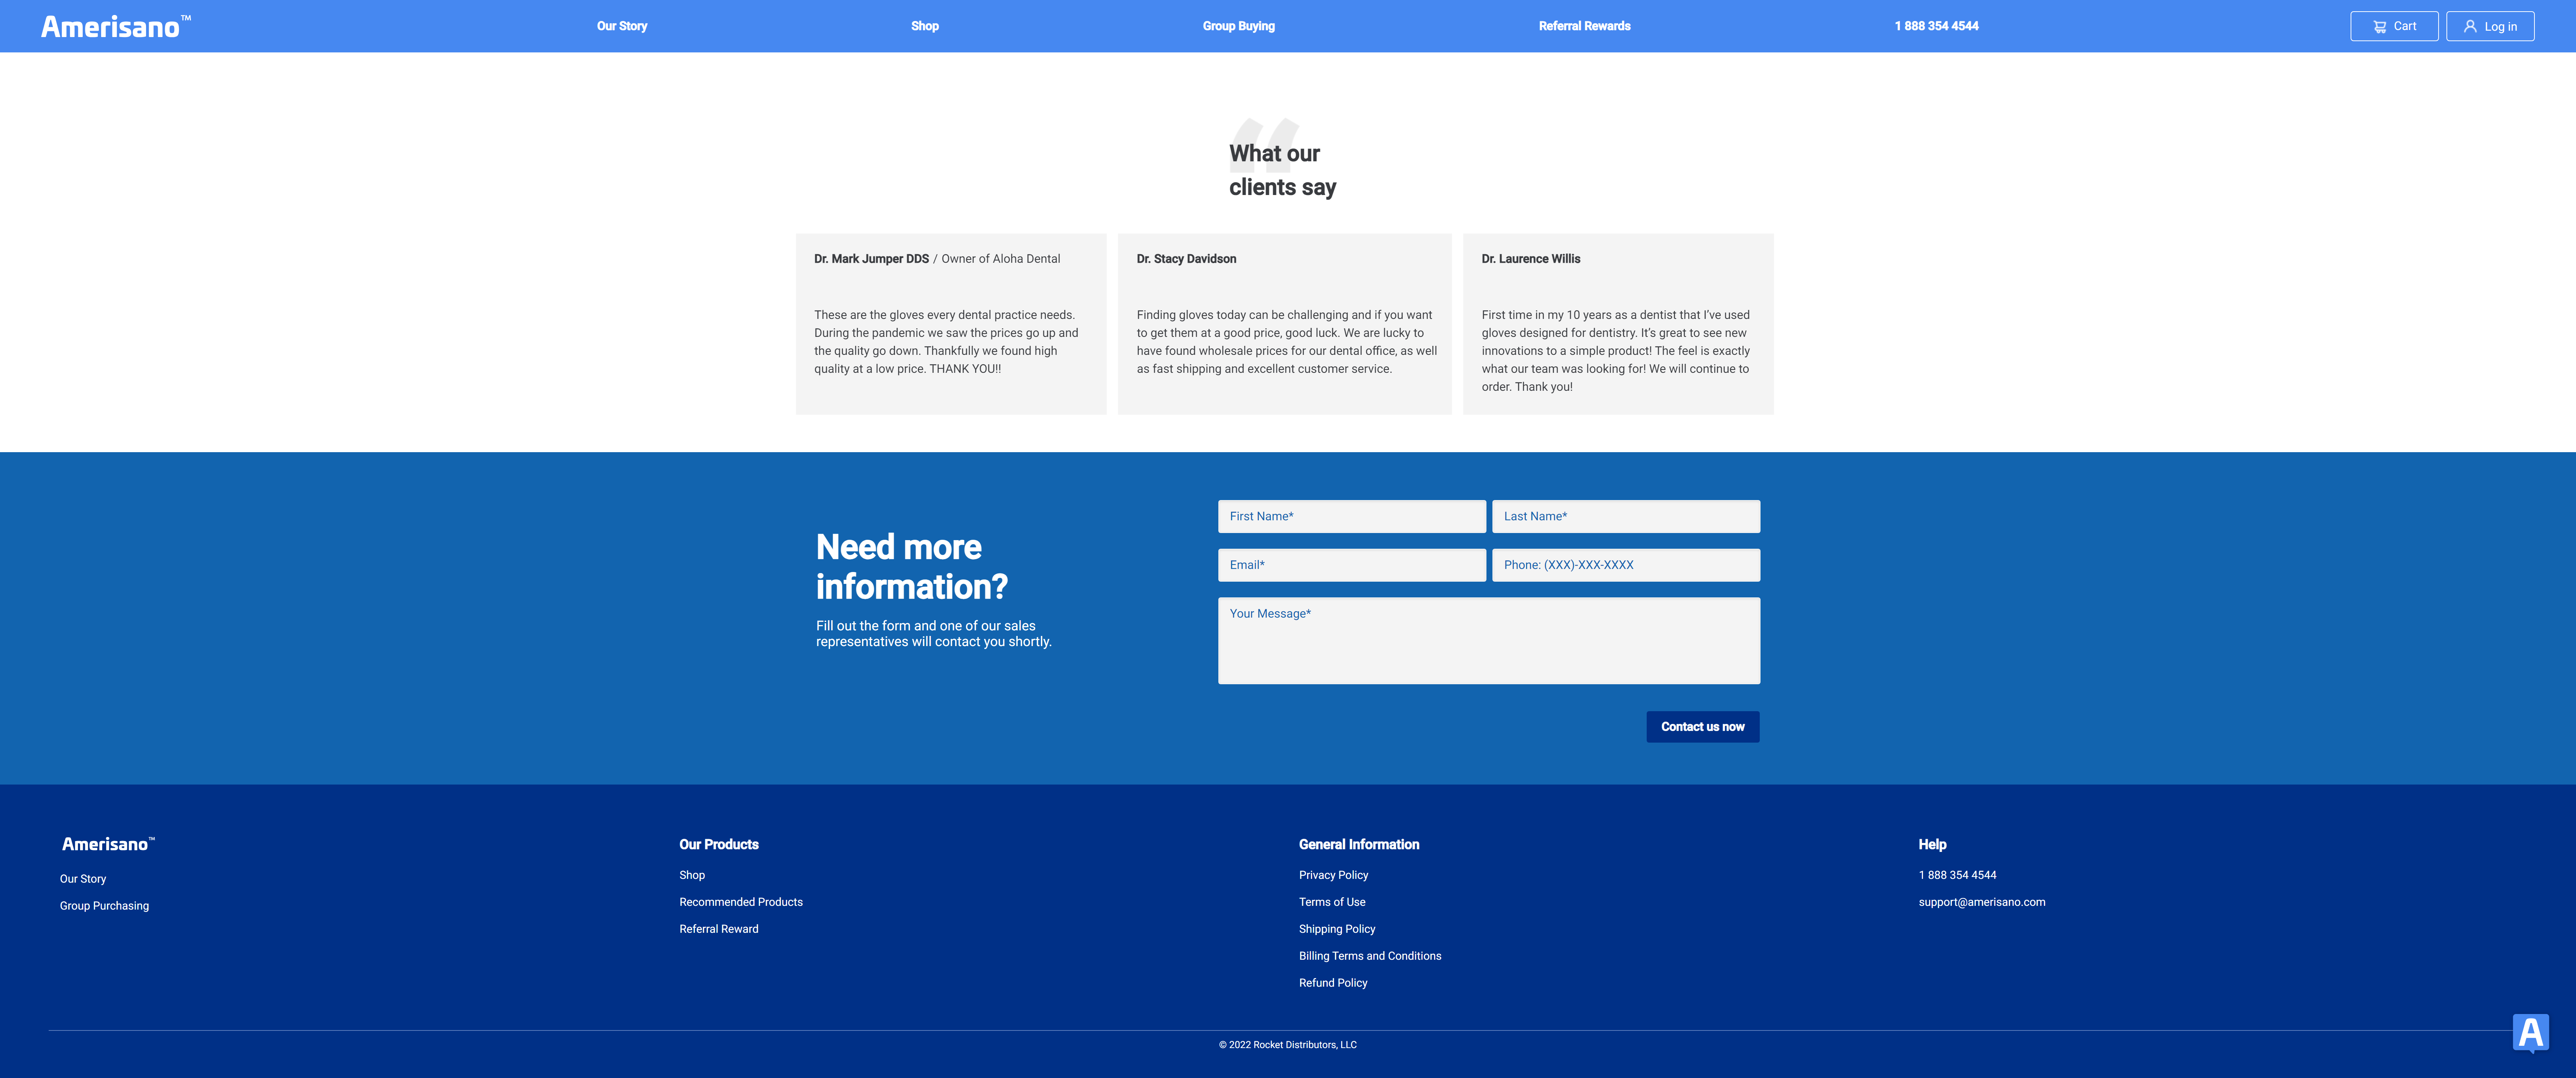 Amerisano™
Our Story
Shop
Group Buying
Referral Rewards
1 888 354 4544
Cart
Log in
“
What our
clients say
Dr. Mark Jumper DDS / Owner of Aloha Dental
These are the gloves every dental practice needs.
During the pandemic we saw the prices go up and
the quality go down. Thankfully we found high
quality at a low price. THANK YOU!!
Dr. Stacy Davidson
Finding gloves today can be challenging and if you want
to get them at a good price, good luck. We are lucky to
have found wholesale prices for our dental office, as well
as fast shipping and excellent customer service.
Dr. Laurence Willis
First time in my 10 years as a dentist that I’ve used
gloves designed for dentistry. It’s great to see new
innovations to a simple product! The feel is exactly
what our team was looking for! We will continue to
order. Thank you!
Need more
information?
Fill out the form and one of our sales
representatives will contact you shortly.
First Name*
Last Name*
Email*
Phone: (XXX)-XXX-XXXX
Your Message*
Contact us now
Amerisano™
Our Story
Group Purchasing
Our Products
Shop
Recommended Products
Referral Reward
General Information
Privacy Policy
Terms of Use
Shipping Policy
Billing Terms and Conditions
Refund Policy
Help
1 888 354 4544
support@amerisano.com
© 2022 Rocket Distributors, LLC
A